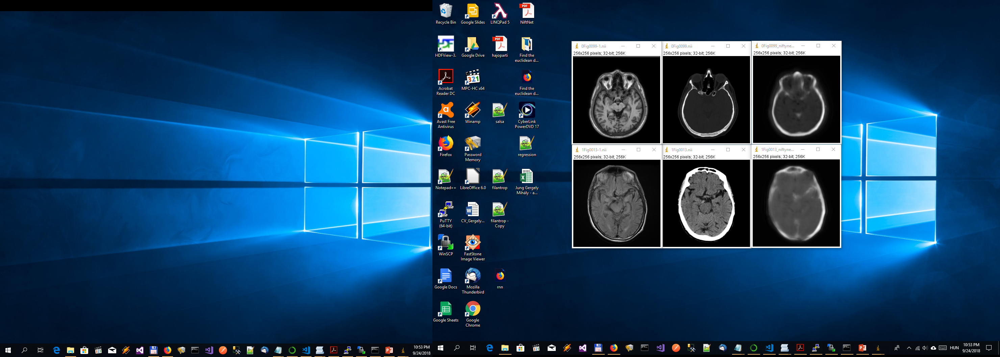 Recycle Bin
Google Slides
LINQPad 5
PDF
NiftNet
HDF
HDFView-3.
Google Drive
PDF
hajoparti
Find the
euclidean d...
Acrobat
Reader DC
321
MPC-HC x64
Find the
euclidean d...
Avast Free
Antivirus
Winamp
salsa
CyberLink
PowerDVD 17
Firefox
Password
Memory
regression
Notepad++
LibreOffice 6.0
filantrop
Jung Gergely
Mihály - a...
PuTTY
(64-bit)
CV_Gergely...
filantrop -
Copy
WinSCP
FastStone
Image Viewer
Google Docs
Mozilla
Thunderbird
rnn
Google Sheets
Google
Chrome
0Fig0099-1.nii
256x256 pixels; 32-bit; 256K
0Fig0099.nii
256x256 pixels; 32-bit; 256K
0Fig0099_niftyne...
256x256 pixels; 32-bit; 256K
1Fig0013-1.nii
256x256 pixels; 32-bit; 256K
1Fig0013.nii
256x256 pixels; 32-bit; 256K
1Fig0013_niftyne...
256x256 pixels; 32-bit; 256K
10:53 PM
9/24/2018
HUN
10:53 PM
9/24/2018